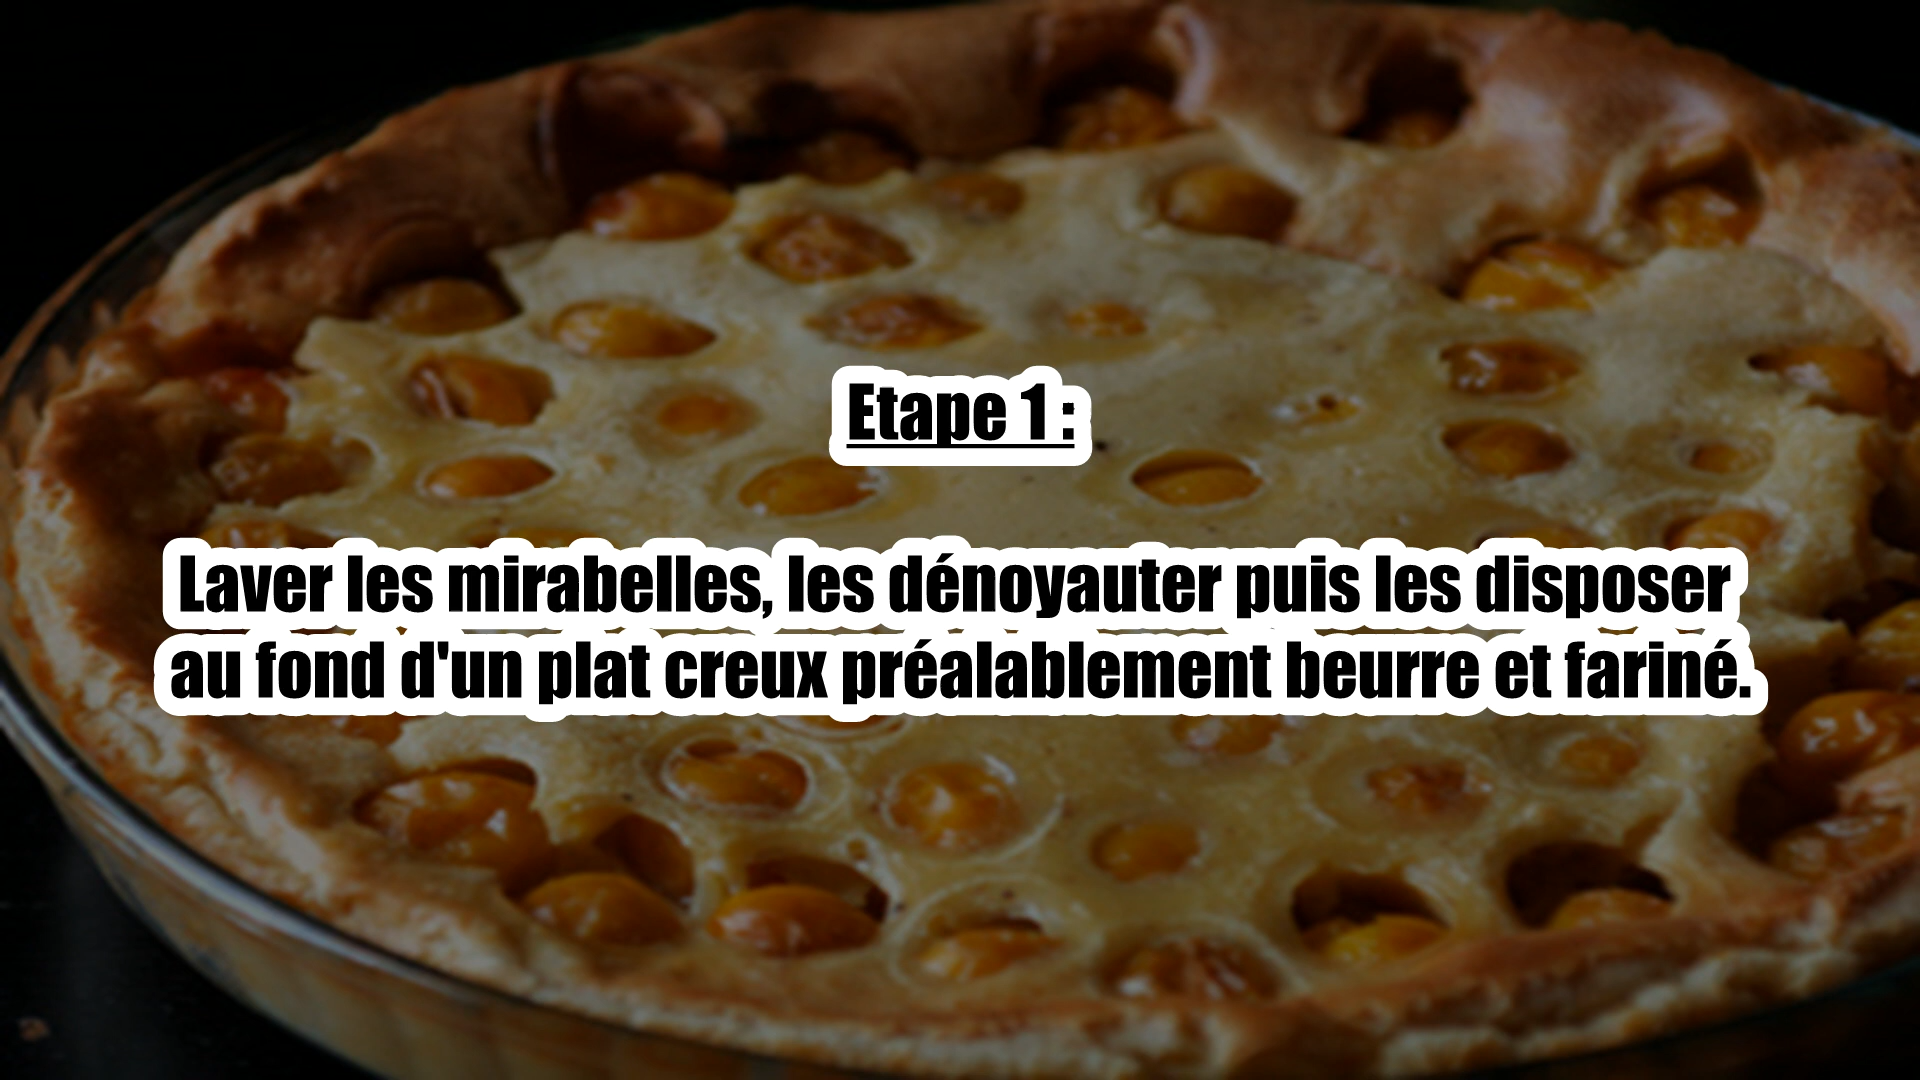 Etape 1 :
Laver les mirabelles, les dénoyauter puis les disposer
au fond d'un plat creux préalablement beurre et fariné.